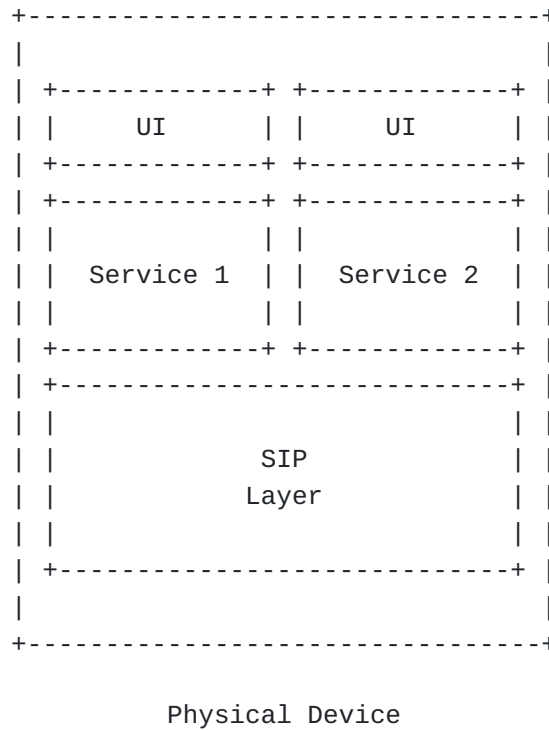 UI UI
Service 1 Service 2
SIP
Layer
Physical Device